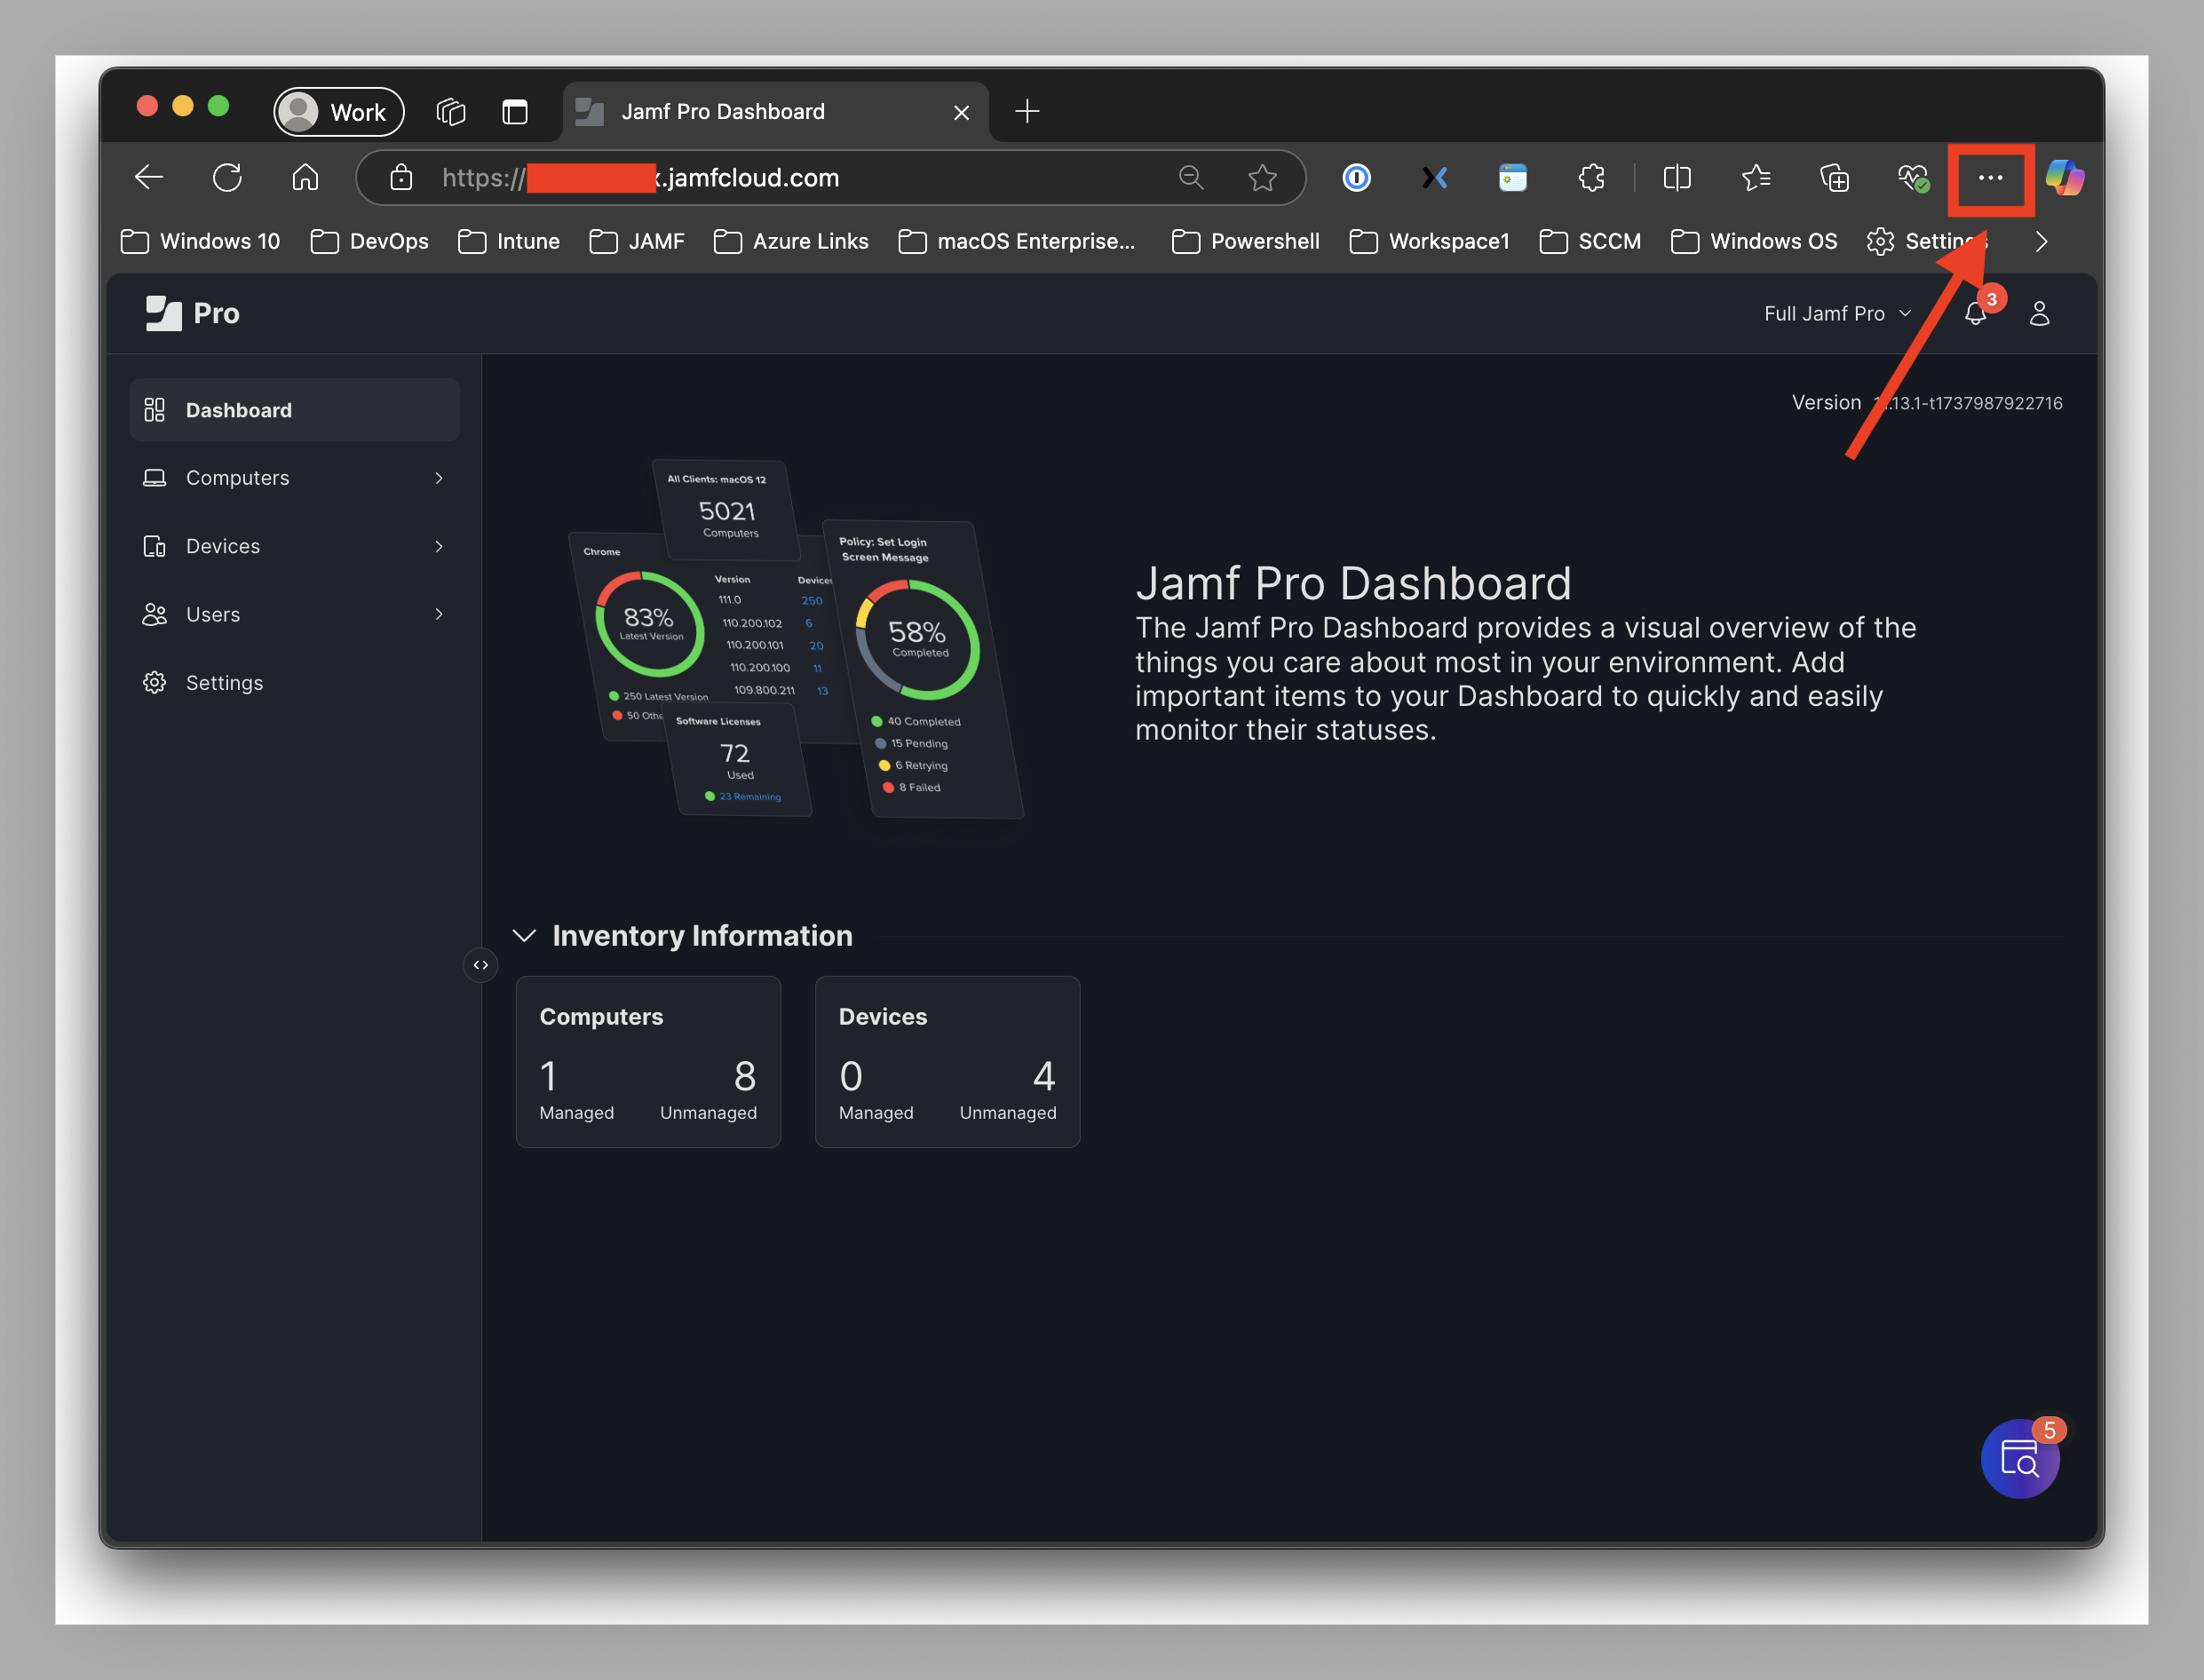 Work
Jamf Pro Dashboard
https:// .jamfcloud.com
Windows 10
DevOps
Intune
JAMF
Azure Links
macOS Enterprise...
Powershell
Workspace1
SCCM
Windows OS
Settings
Pro
Full Jamf Pro
3
Dashboard
Computers
Devices
Users
Settings
Version .13.1-t1737987922716
All Clients: macOS 12
5021
Computers
Chrome
83%
Latest Version
250 Latest Version
50 Othe
Version Devices
111.0 250
110.200.102 6
110.200.101 20
110.200.100 11
109.800.211 13
Policy: Set Login
Screen Message
58%
Completed
40 Completed
15 Pending
6 Retrying
8 Failed
Software Licenses
72
Used
23 Remaining
Jamf Pro Dashboard
The Jamf Pro Dashboard provides a visual overview of the
things you care about most in your environment. Add
important items to your Dashboard to quickly and easily
monitor their statuses.
Inventory Information
Computers
1 8
Managed Unmanaged
Devices
0 4
Managed Unmanaged
5